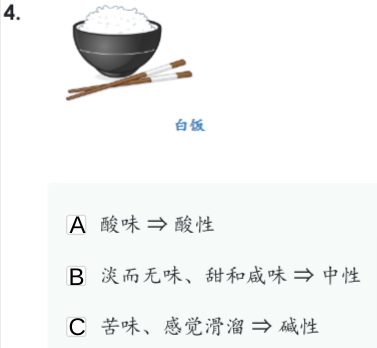 4.
白饭
A 酸味 ⇒ 酸性
B 淡而无味、甜和咸味 ⇒ 中性
C 苦味、感觉滑溜 ⇒ 碱性